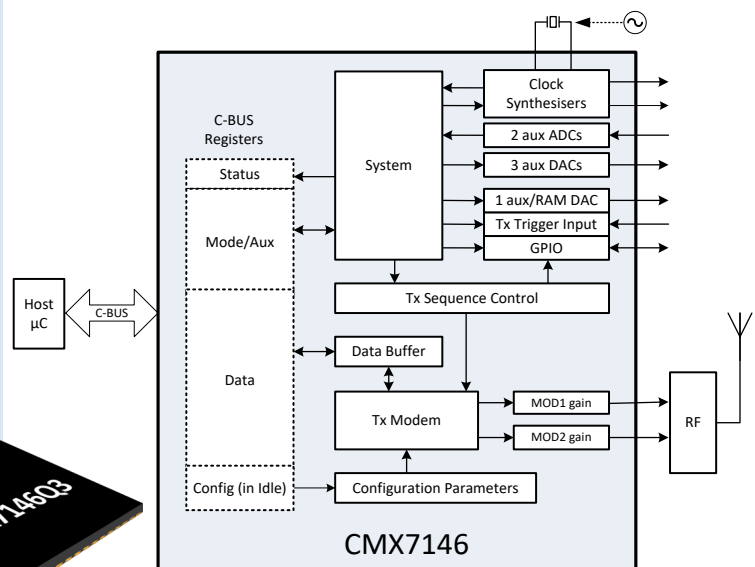 C-BUS
Registers
Status
Mode/Aux
Data
Config (in Idle)
Host
µC
C-BUS
System
Clock
Synthesisers
2 aux ADCs
3 aux DACs
1 aux/RAM DAC
Tx Trigger Input
GPIO
Tx Sequence Control
Data Buffer
Tx Modem
MOD1 gain
MOD2 gain
RF
Configuration Parameters
CMX7146
7146Q3